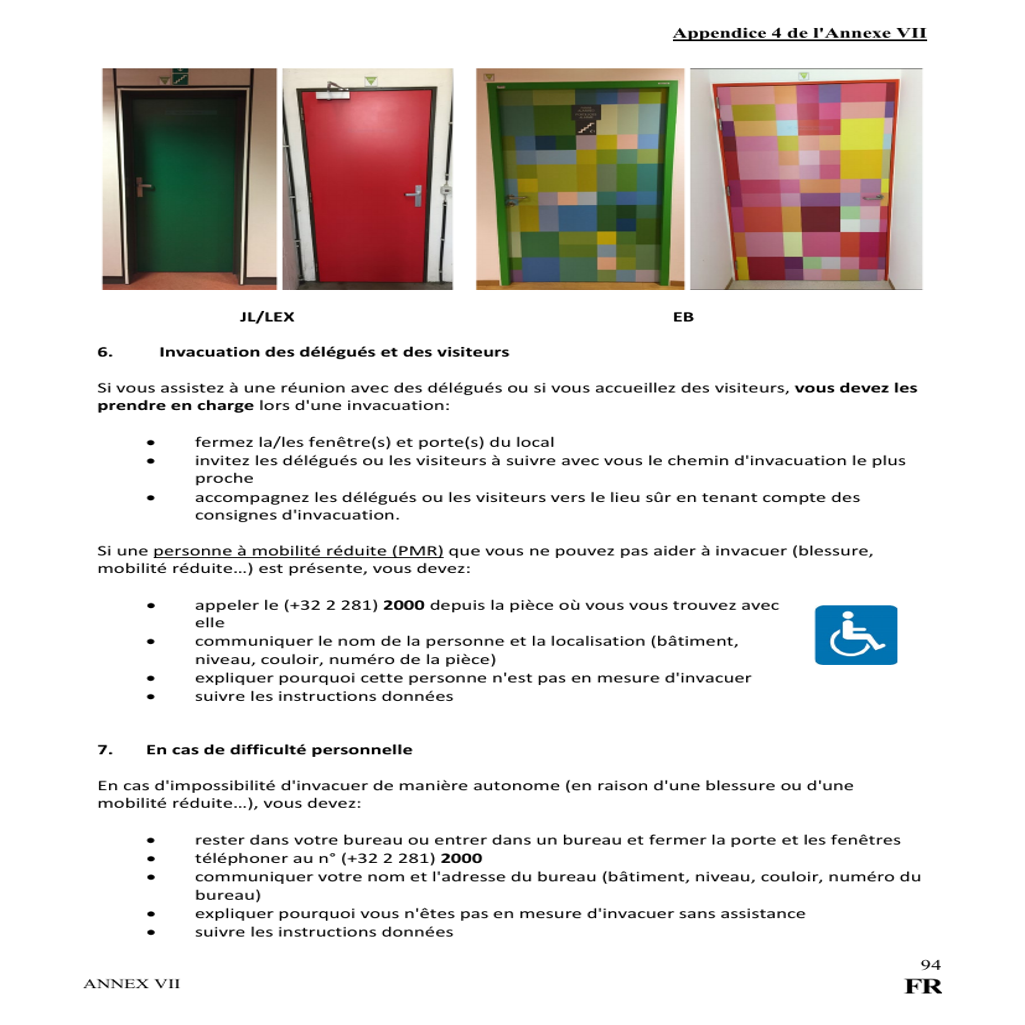 Appendice 4 de l'Annexe VII
JL/LEX
EB
6. Invacuation des délégués et des visiteurs
Si vous assistez à une réunion avec des délégués ou si vous accueillez des visiteurs, vous devez les
prendre en charge lors d'une invacuation:
• fermez la/les fenêtre(s) et porte(s) du local
• invitez les délégués ou les visiteurs à suivre avec vous le chemin d'invacuation le plus
proche
• accompagnez les délégués ou les visiteurs vers le lieu sûr en tenant compte des
consignes d'invacuation.
Si une personne à mobilité réduite (PMR) que vous ne pouvez pas aider à invacuer (blessure,
mobilité réduite...) est présente, vous devez:
• appeler le (+32 2 281) 2000 depuis la pièce où vous vous trouvez avec
elle
• communiquer le nom de la personne et la localisation (bâtiment,
niveau, couloir, numéro de la pièce)
• expliquer pourquoi cette personne n'est pas en mesure d'invacuer
• suivre les instructions données
7. En cas de difficulté personnelle
En cas d'impossibilité d'invacuer de manière autonome (en raison d'une blessure ou d'une
mobilité réduite...), vous devez:
• rester dans votre bureau ou entrer dans un bureau et fermer la porte et les fenêtres
• téléphoner au n° (+32 2 281) 2000
• communiquer votre nom et l'adresse du bureau (bâtiment, niveau, couloir, numéro du
bureau)
• expliquer pourquoi vous n'êtes pas en mesure d'invacuer sans assistance
• suivre les instructions données
94
ANNEX VII
FR